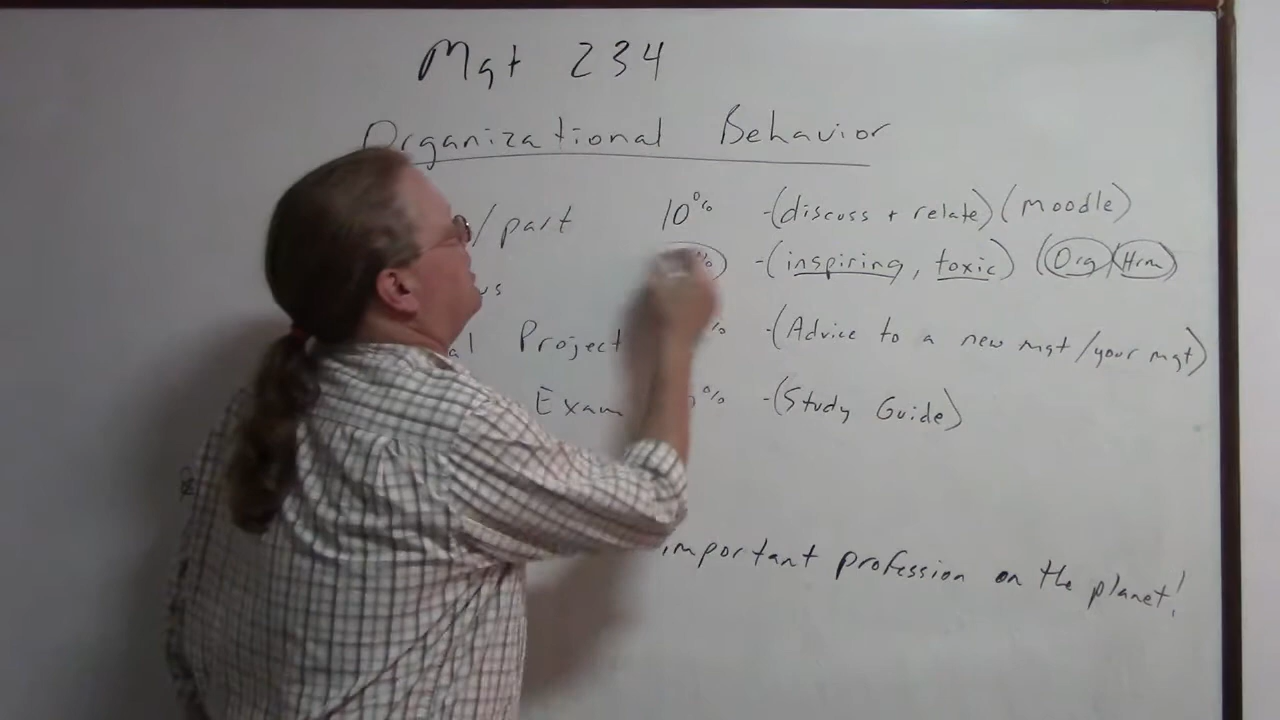 Mgt 234
Organizational Behavior
/part 10% -(discuss + relate) (moodle)
% -(inspiring, toxic) (Org/Hrm)
Project % -(Advice to a new mgt/your mgt)
Exam % -(Study Guide)
important profession on the planet!